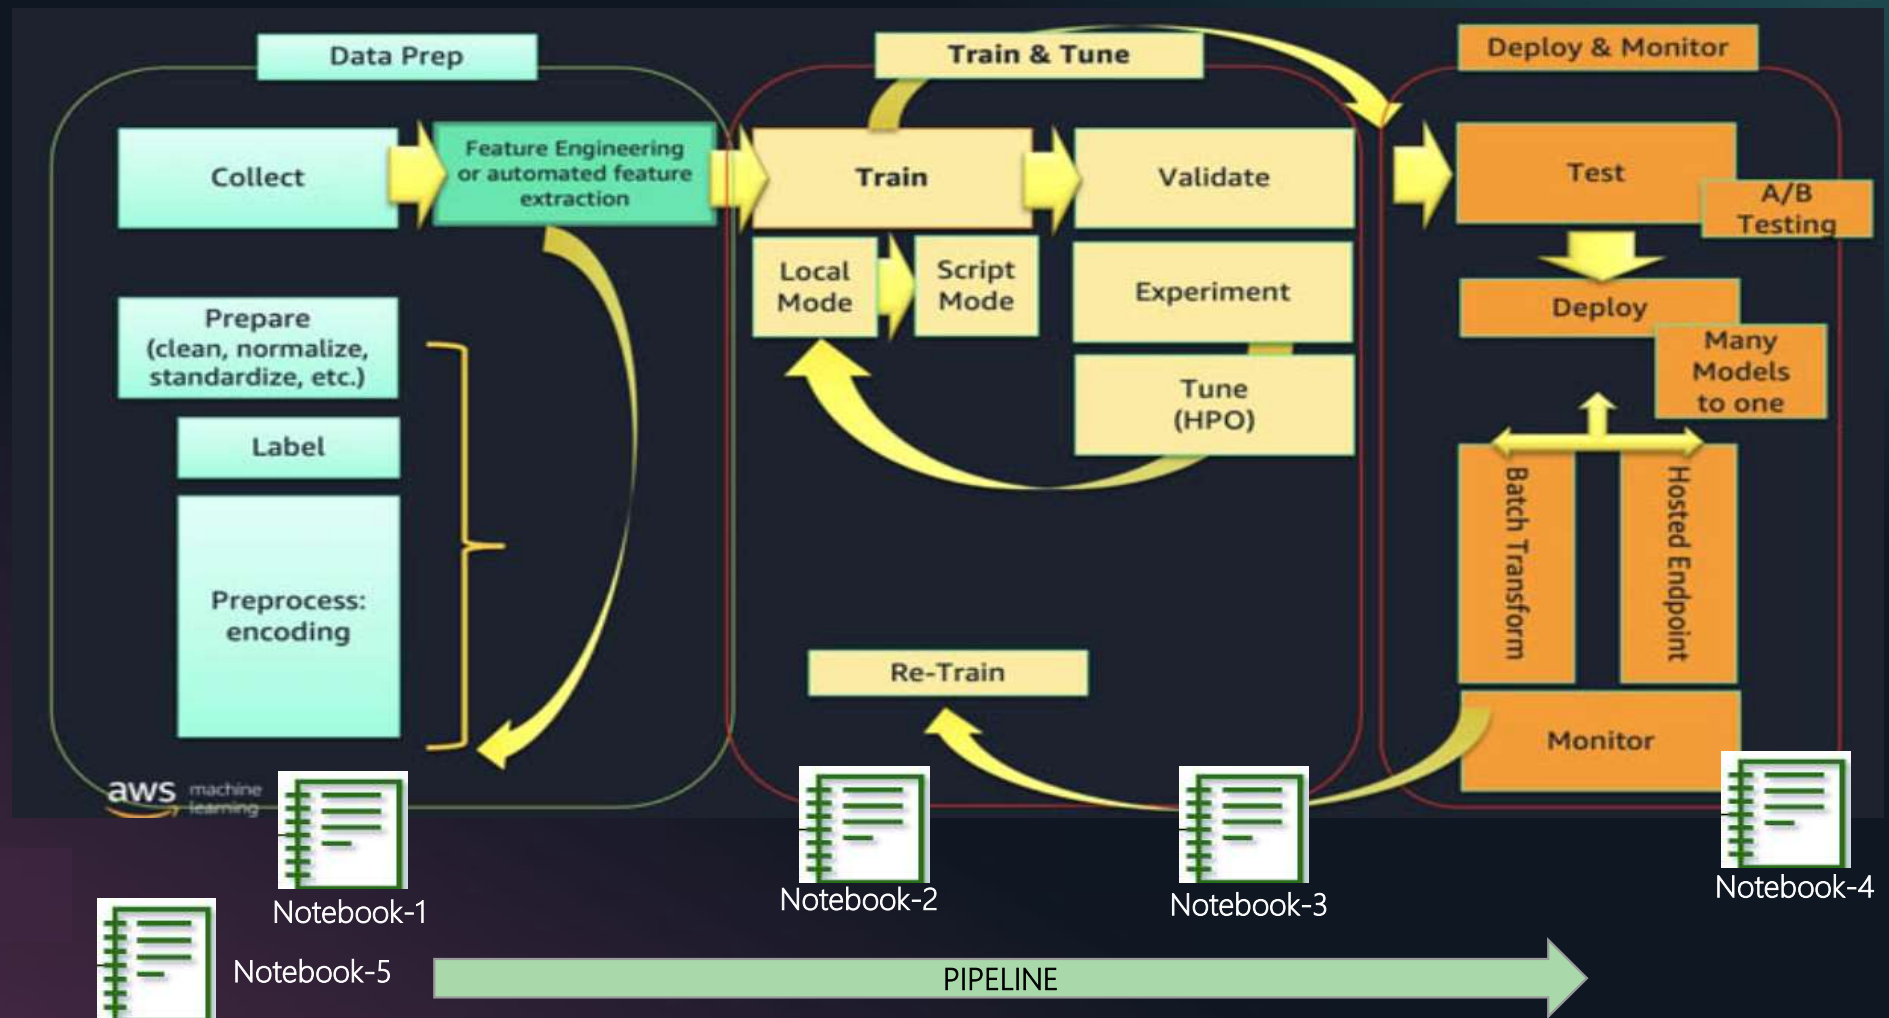 Data Prep
Collect
Feature Engineering
or automated feature
extraction
Prepare
(clean, normalize,
standardize, etc.)
Label
Preprocess:
encoding
aws machine
learning
Train & Tune
Train
Validate
Local
Mode
Script
Mode
Experiment
Tune
(HPO)
Re-Train
Deploy & Monitor
Test
A/B
Testing
Deploy
Many
Models
to one
Batch Transform
Hosted Endpoint
Monitor
Notebook-1
Notebook-2
Notebook-3
Notebook-4
Notebook-5
PIPELINE